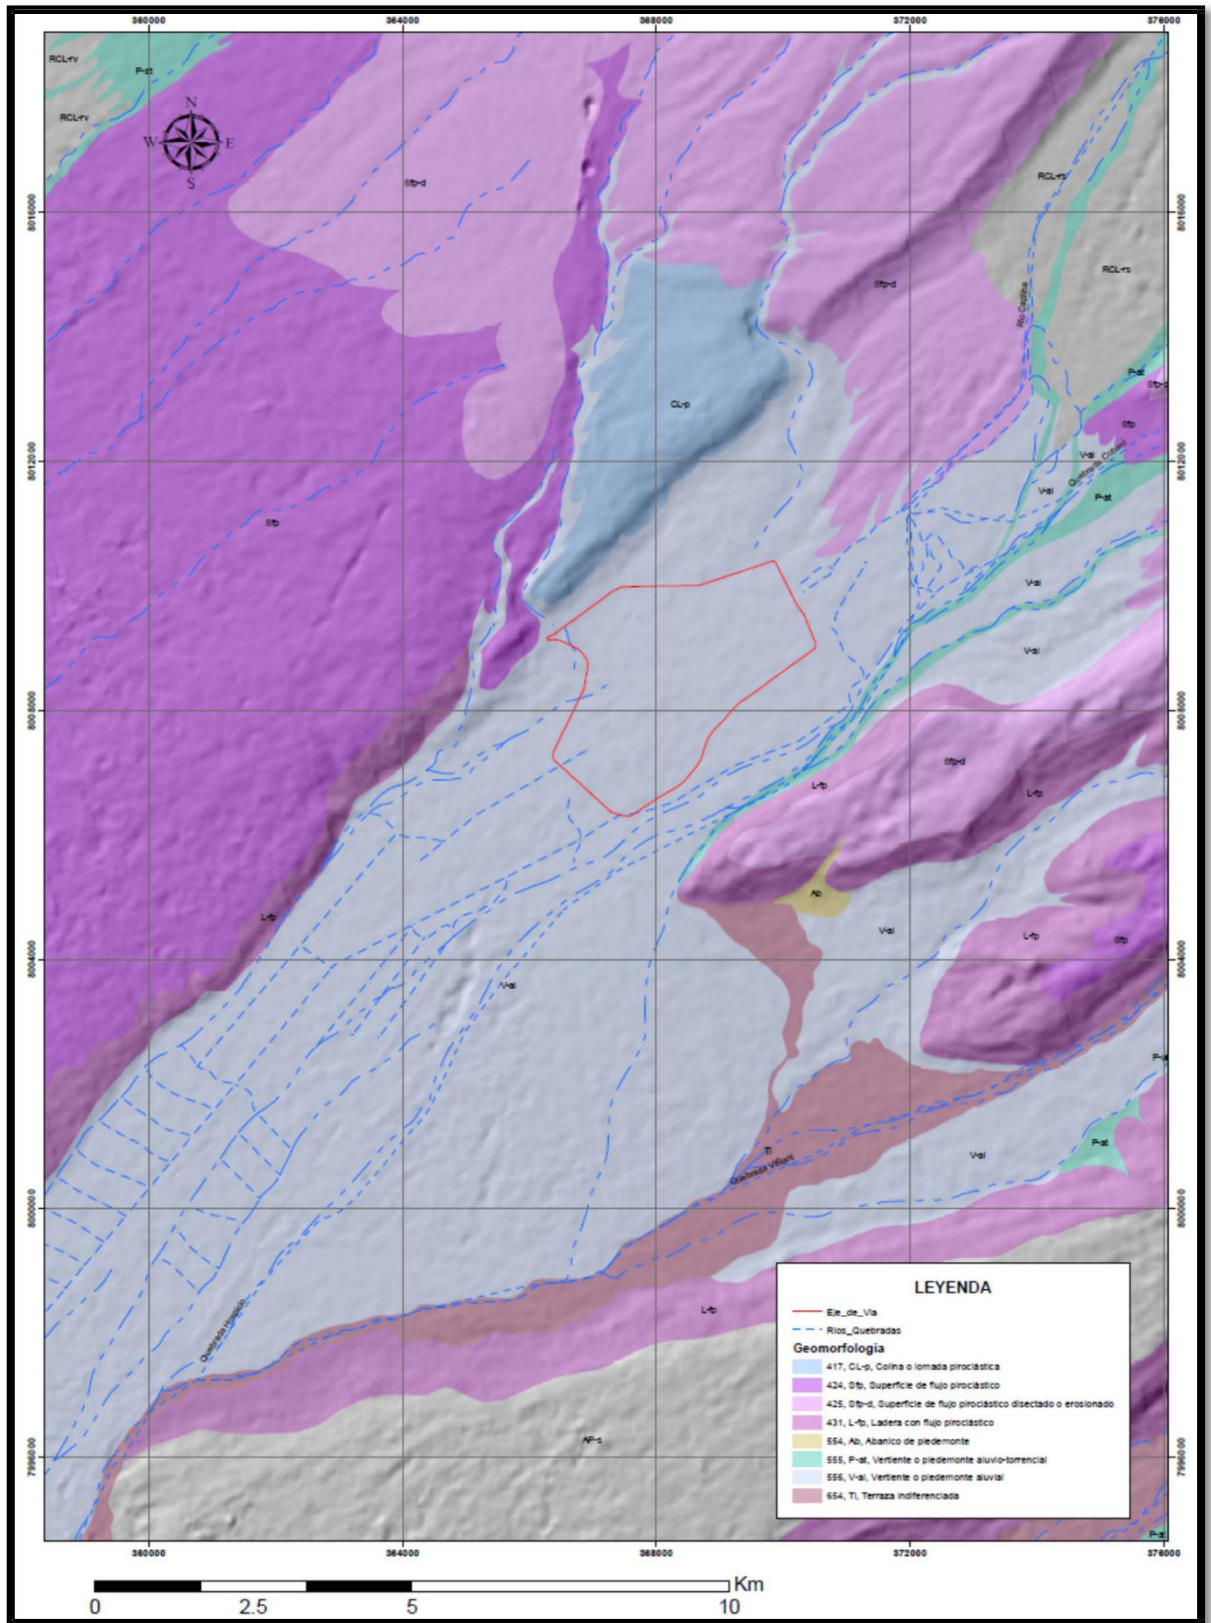 360000 364000 368000 372000 376000
RCL-rv
P-at
RCL-rv
N
W E
S
Sfp-d
RCL-rs
8016000 8016000
RCL-rs
Sfp-d
Río Caplina
P-at
CL-p
Sfp
V-al
Quebrada
8012000 8012000
V-al
P-at
Sfp
V-al
V-al
8008000 8008000
Sfp-d
L-fp
L-fp
Ab
L-fp
V-al
L-fp
Sfp
8004000 8004000
V-al
P-at
TI
Quebrada Viñani
V-al
8000000 8000000
L-fp
Quebrada Hospicio
AP-s
7996000 7996000
P-at
LEYENDA
Eje_de_Via
Rios_Quebradas
Geomorfologia
417, CL-p, Colina o lomada piroclástica
424, Sfp, Superficie de flujo piroclástico
425, Sfp-d, Superficie de flujo piroclástico disectado o erosionado
431, L-fp, Ladera con flujo piroclástico
554, Ab, Abanico de piedemonte
555, P-at, Vertiente o piedemonte aluvio-torrencial
556, V-al, Vertiente o piedemonte aluvial
654, TI, Terraza indiferenciada
360000 364000 368000 372000 376000
Km
0 2.5 5 10